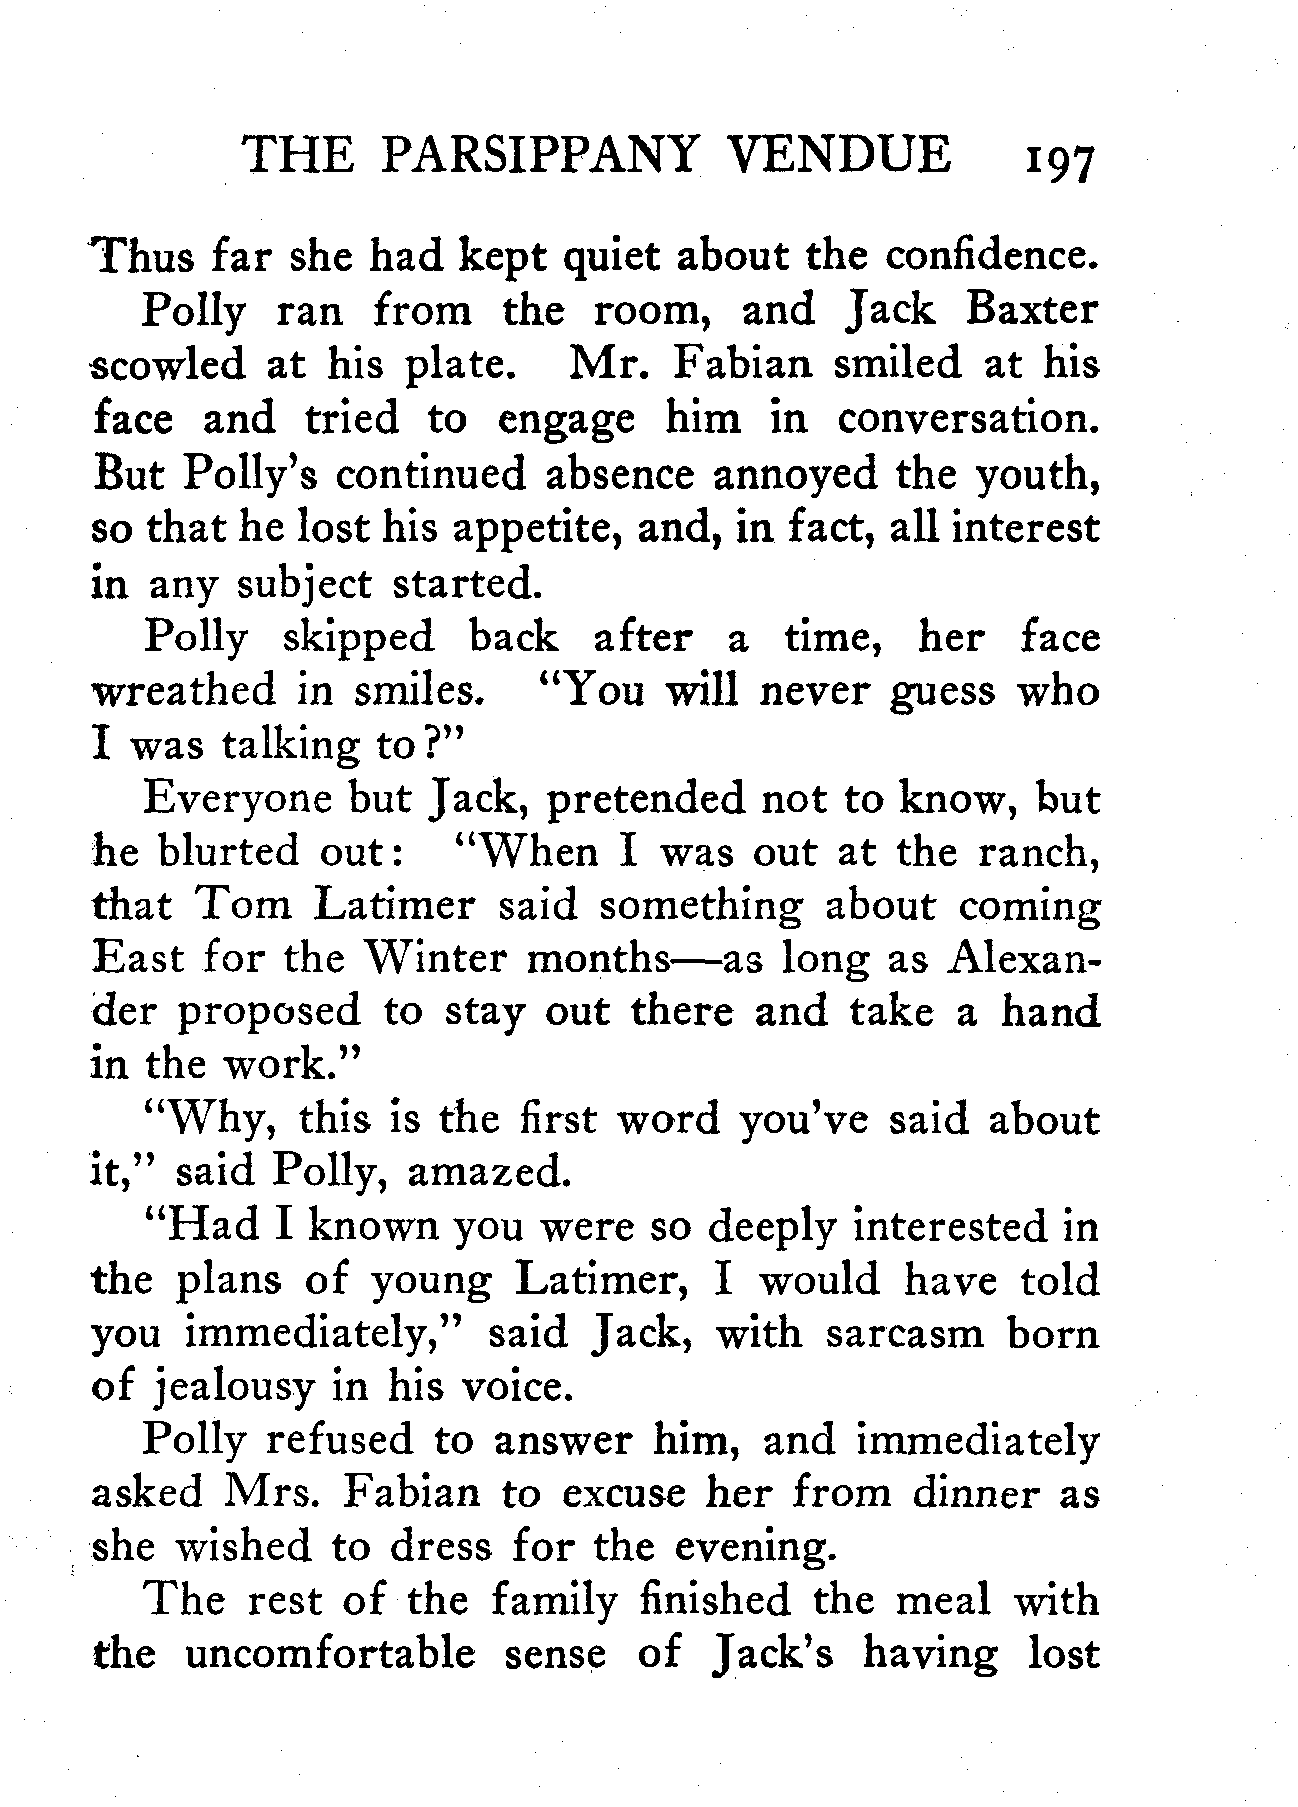 THE PARSIPPANY VENDUE 197
Thus far she had kept quiet about the confidence.
Polly ran from the room, and Jack Baxter
scowled at his plate. Mr. Fabian smiled at his
face and tried to engage him in conversation.
But Polly's continued absence annoyed the youth,
so that he lost his appetite, and, in fact, all interest
in any subject started.
Polly skipped back after a time, her face
wreathed in smiles. "You will never guess who
I was talking to?"
Everyone but Jack, pretended not to know, but
he blurted out: "When I was out at the ranch,
that Tom Latimer said something about coming
East for the Winter months—as long as Alexan-
der proposed to stay out there and take a hand
in the work."
"Why, this is the first word you've said about
it," said Polly, amazed.
"Had I known you were so deeply interested in
the plans of young Latimer, I would have told
you immediately," said Jack, with sarcasm born
of jealousy in his voice.
Polly refused to answer him, and immediately
asked Mrs. Fabian to excuse her from dinner as
she wished to dress for the evening.
The rest of the family finished the meal with
the uncomfortable sense of Jack's having lost